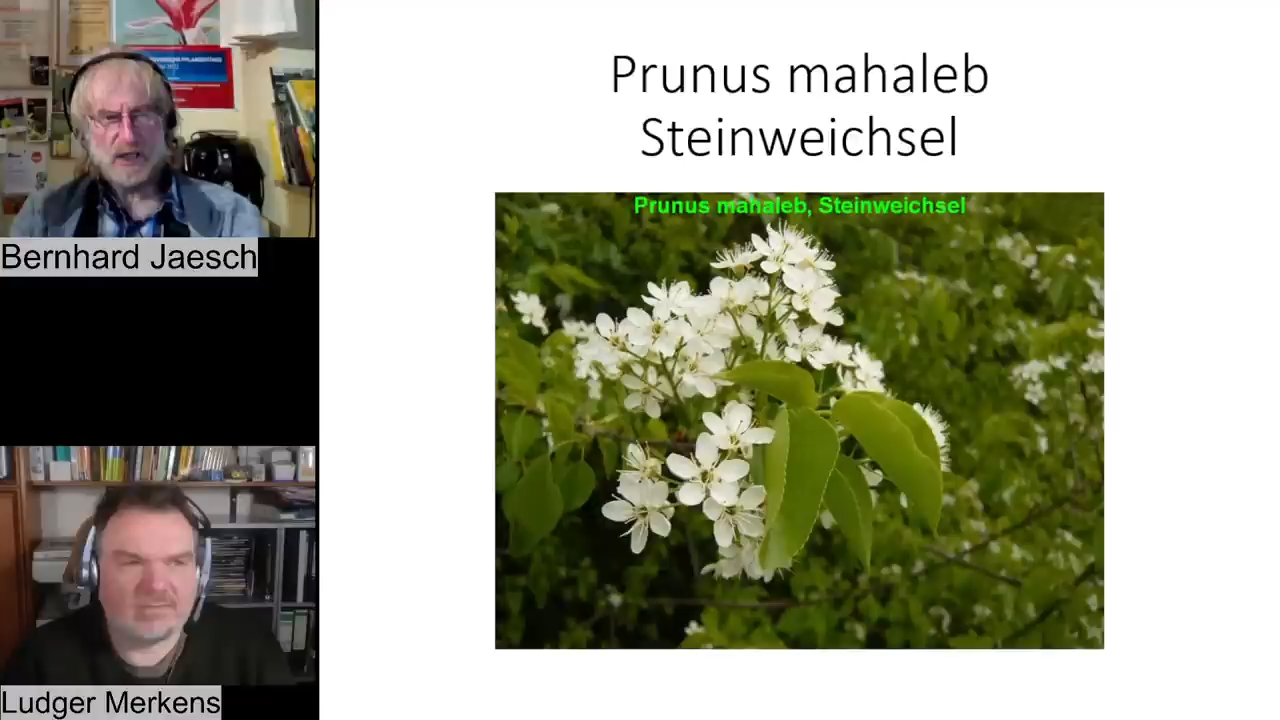 Prunus mahaleb
Steinweichsel
Prunus mahaleb, Steinweichsel
Bernhard Jaesch
Ludger Merkens